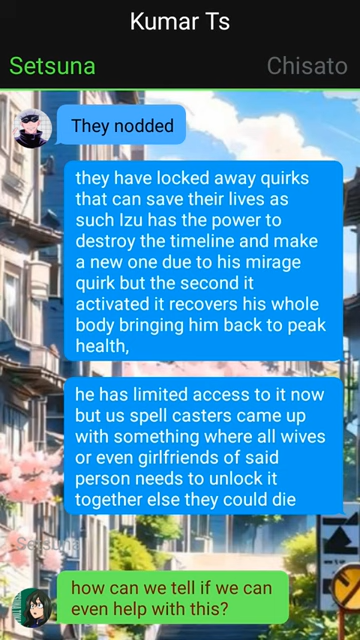 Kumar Ts
Setsuna
Chisato
They nodded
they have locked away quirks
that can save their lives as
such Izu has the power to
destroy the timeline and make
a new one due to his mirage
quirk but the second it
activated it recovers his whole
body bringing him back to peak
health,
he has limited access to it now
but us spell casters came up
with something where all wives
or even girlfriends of said
person needs to unlock it
together else they could die
Setsuna
how can we tell if we can
even help with this?